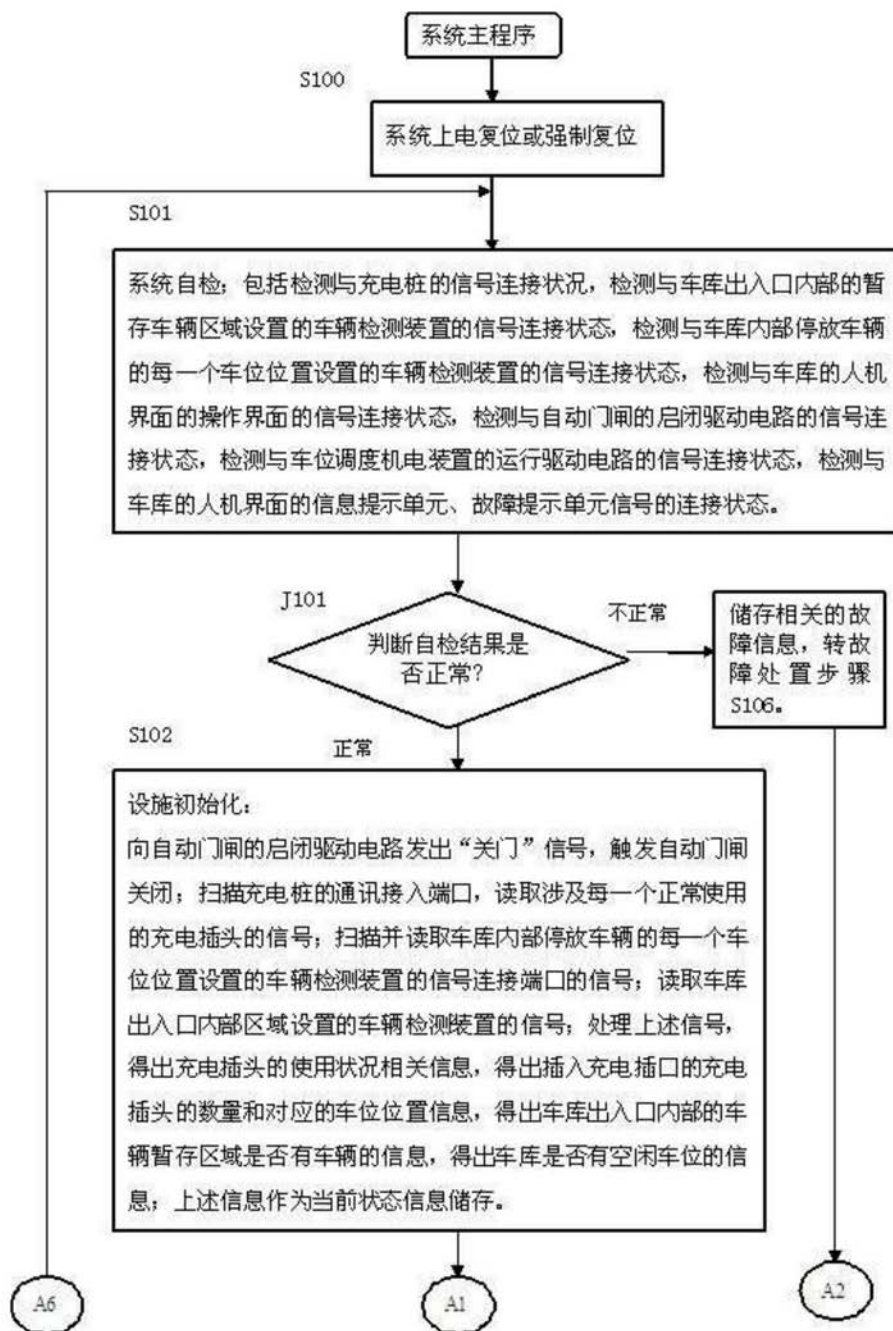 系统主程序
S100
系统上电复位或强制复位
S101
系统自检；包括检测与充电桩的信号连接状况，检测与车库出入口内部的暂
存车辆区域设置的车辆检测装置的信号连接状态，检测与车库内部停放车辆
的每一个车位位置设置的车辆检测装置的信号连接状态，检测与车库的人机
界面的操作界面的信号连接状态，检测与自动门闸的启闭驱动电路的信号连
接状态，检测与车位调度机电装置的运行驱动电路的信号连接状态，检测与
车库的人机界面的信息提示单元、故障提示单元信号的连接状态。
J101
判断自检结果是
否正常？
不正常
储存相关的故
障信息，转故
障处置步骤
S106。
S102
正常
设施初始化：
向自动门闸的启闭驱动电路发出“关门”信号，触发自动门闸
关闭；扫描充电桩的通讯接入端口，读取涉及每一个正常使用
的充电插头的信号；扫描并读取车库内部停放车辆的每一个车
位位置设置的车辆检测装置的信号连接端口的信号；读取车库
出入口内部区域设置的车辆检测装置的信号；处理上述信号，
得出充电插头的使用状况相关信息，得出插入充电插口的充电
插头的数量和对应的车位位置信息，得出车库出入口内部的车
辆暂存区域是否有车辆的信息，得出车库是否有空闲车位的信
息；上述信息作为当前状态信息储存。
A6
A1
A2